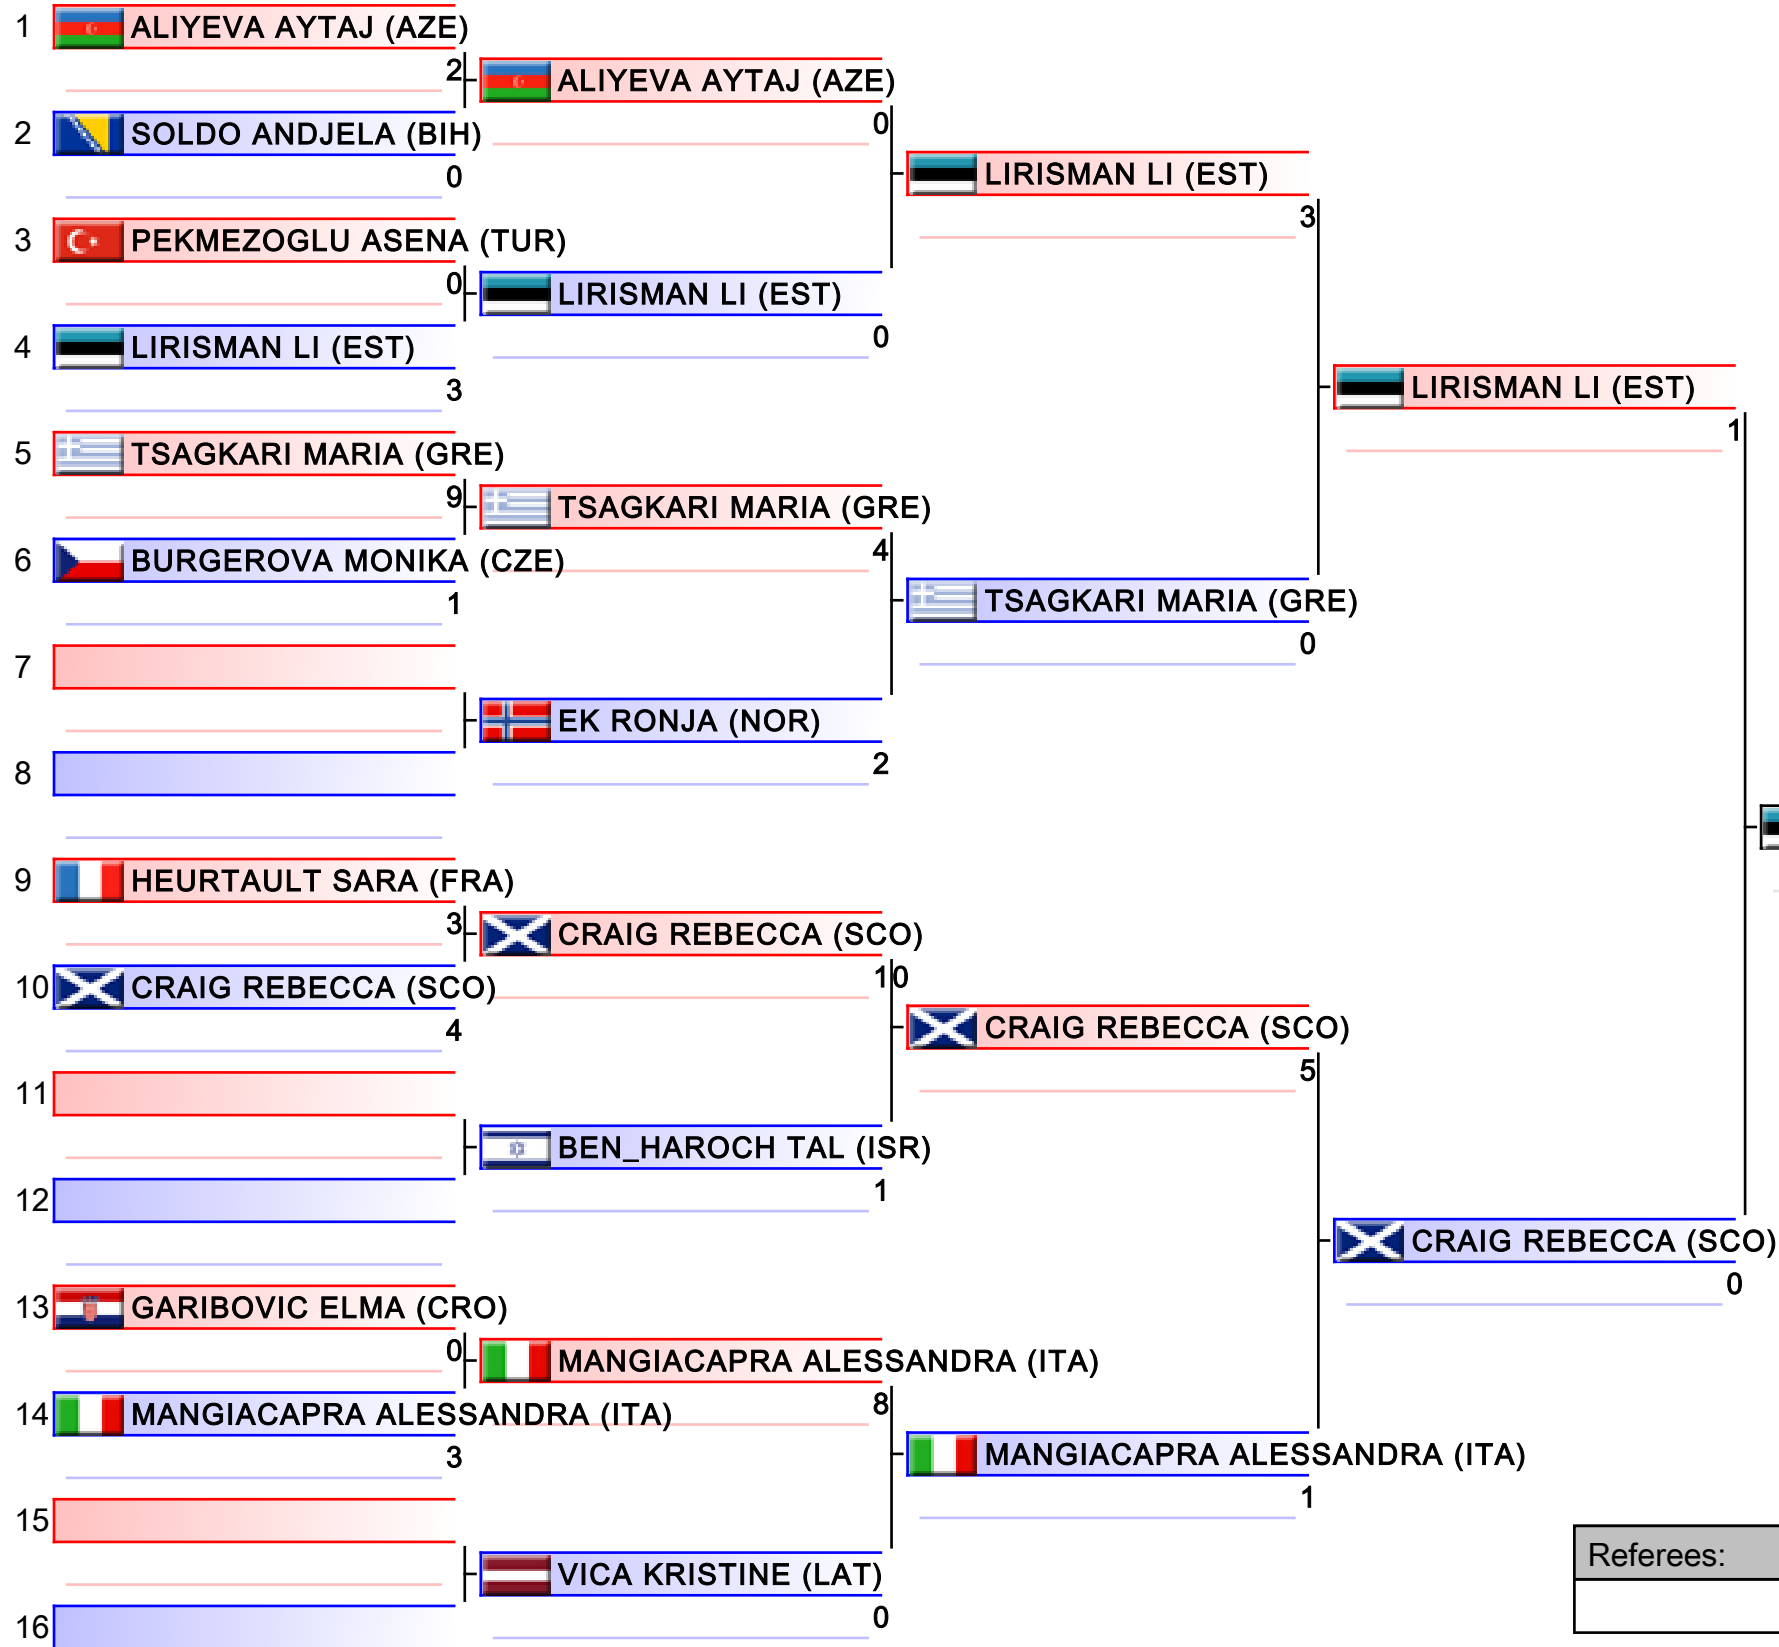 1 ALIYEVA AYTAJ (AZE)
2
2 SOLDO ANDJELA (BIH)
0
3 PEKMEZOGLU ASENA (TUR)
0
4 LIRISMAN LI (EST)
3
5 TSAGKARI MARIA (GRE)
9
6 BURGEROVA MONIKA (CZE)
1
7
8
9 HEURTAULT SARA (FRA)
3
10 CRAIG REBECCA (SCO)
4
11
12
13 GARIBOVIC ELMA (CRO)
0
14 MANGIACAPRA ALESSANDRA (ITA)
3
15
16
ALIYEVA AYTAJ (AZE)
0
LIRISMAN LI (EST)
0
TSAGKARI MARIA (GRE)
4
EK RONJA (NOR)
2
CRAIG REBECCA (SCO)
10
BEN_HAROCH TAL (ISR)
1
MANGIACAPRA ALESSANDRA (ITA)
8
VICA KRISTINE (LAT)
0
LIRISMAN LI (EST)
3
TSAGKARI MARIA (GRE)
0
CRAIG REBECCA (SCO)
5
MANGIACAPRA ALESSANDRA (ITA)
1
LIRISMAN LI (EST)
1
CRAIG REBECCA (SCO)
0
Referees: